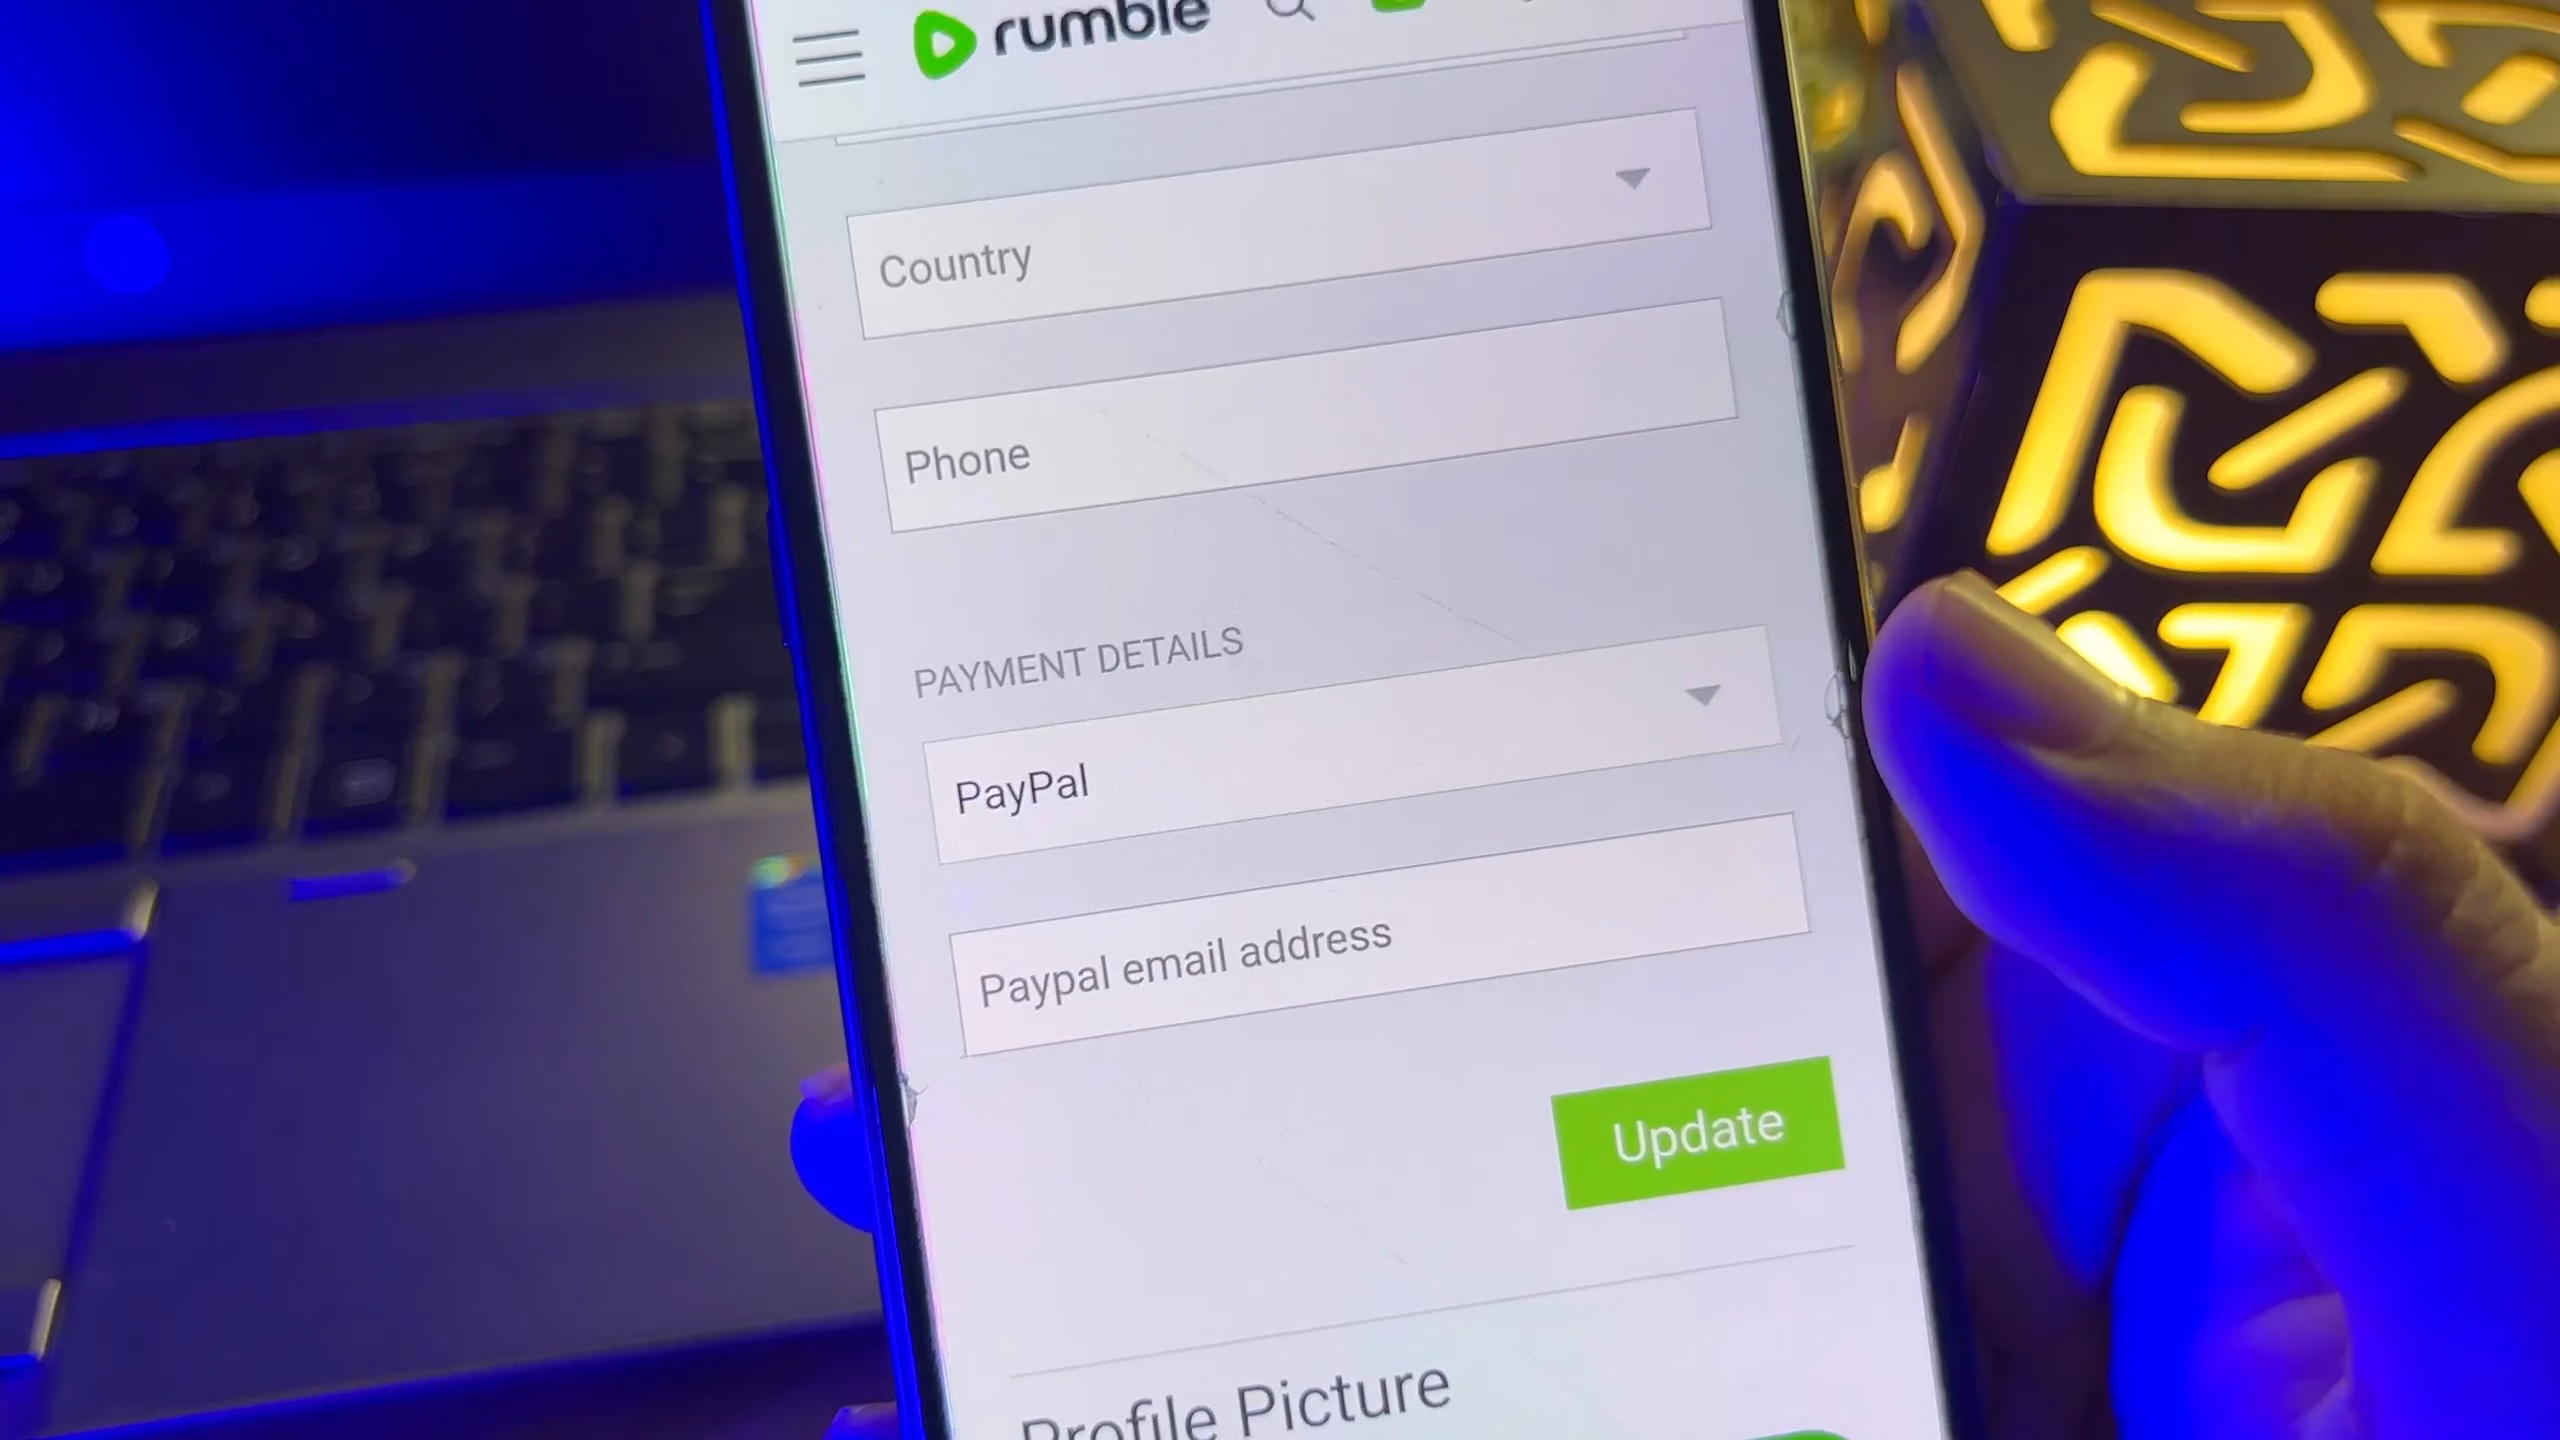 rumble
Country
Phone
PAYMENT DETAILS
PayPal
Paypal email address
Update
Profile Picture